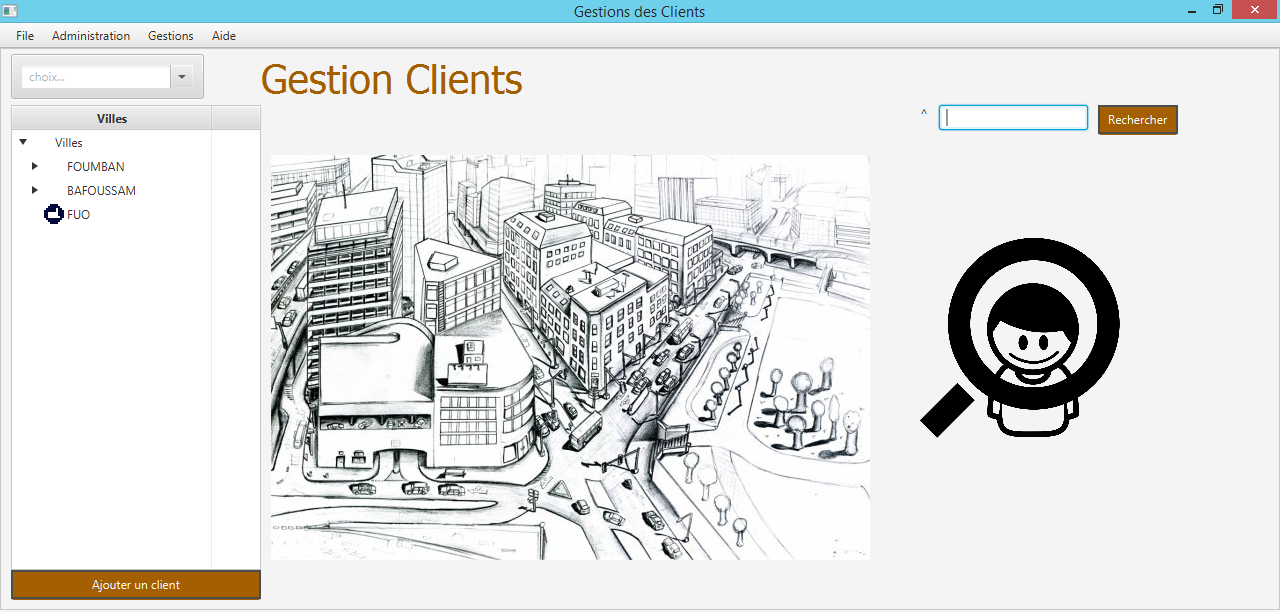 Gestions des Clients
File Administration Gestions Aide
choix...
Gestion Clients
^ Rechercher
Villes
Villes
FOUMBAN
BAFOUSSAM
FUO
Ajouter un client